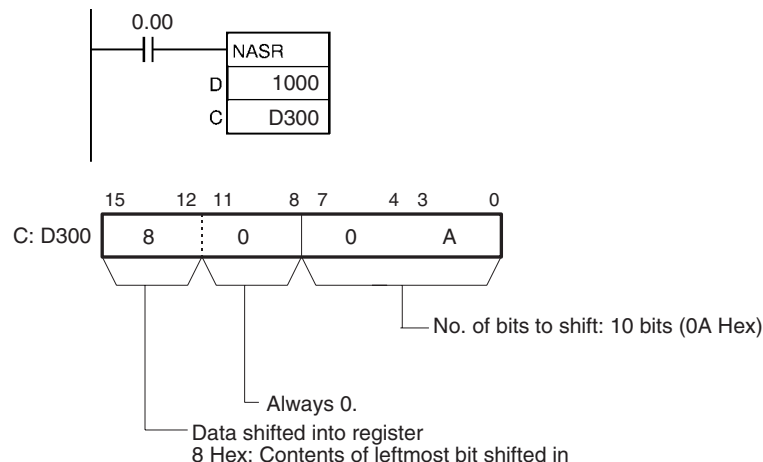 0.00
NASR
D 1000
C D300
15 12 11 8 7 4 3 0
C: D300 8 0 0 A
No. of bits to shift: 10 bits (0A Hex)
Always 0.
Data shifted into register
8 Hex: Contents of leftmost bit shifted in